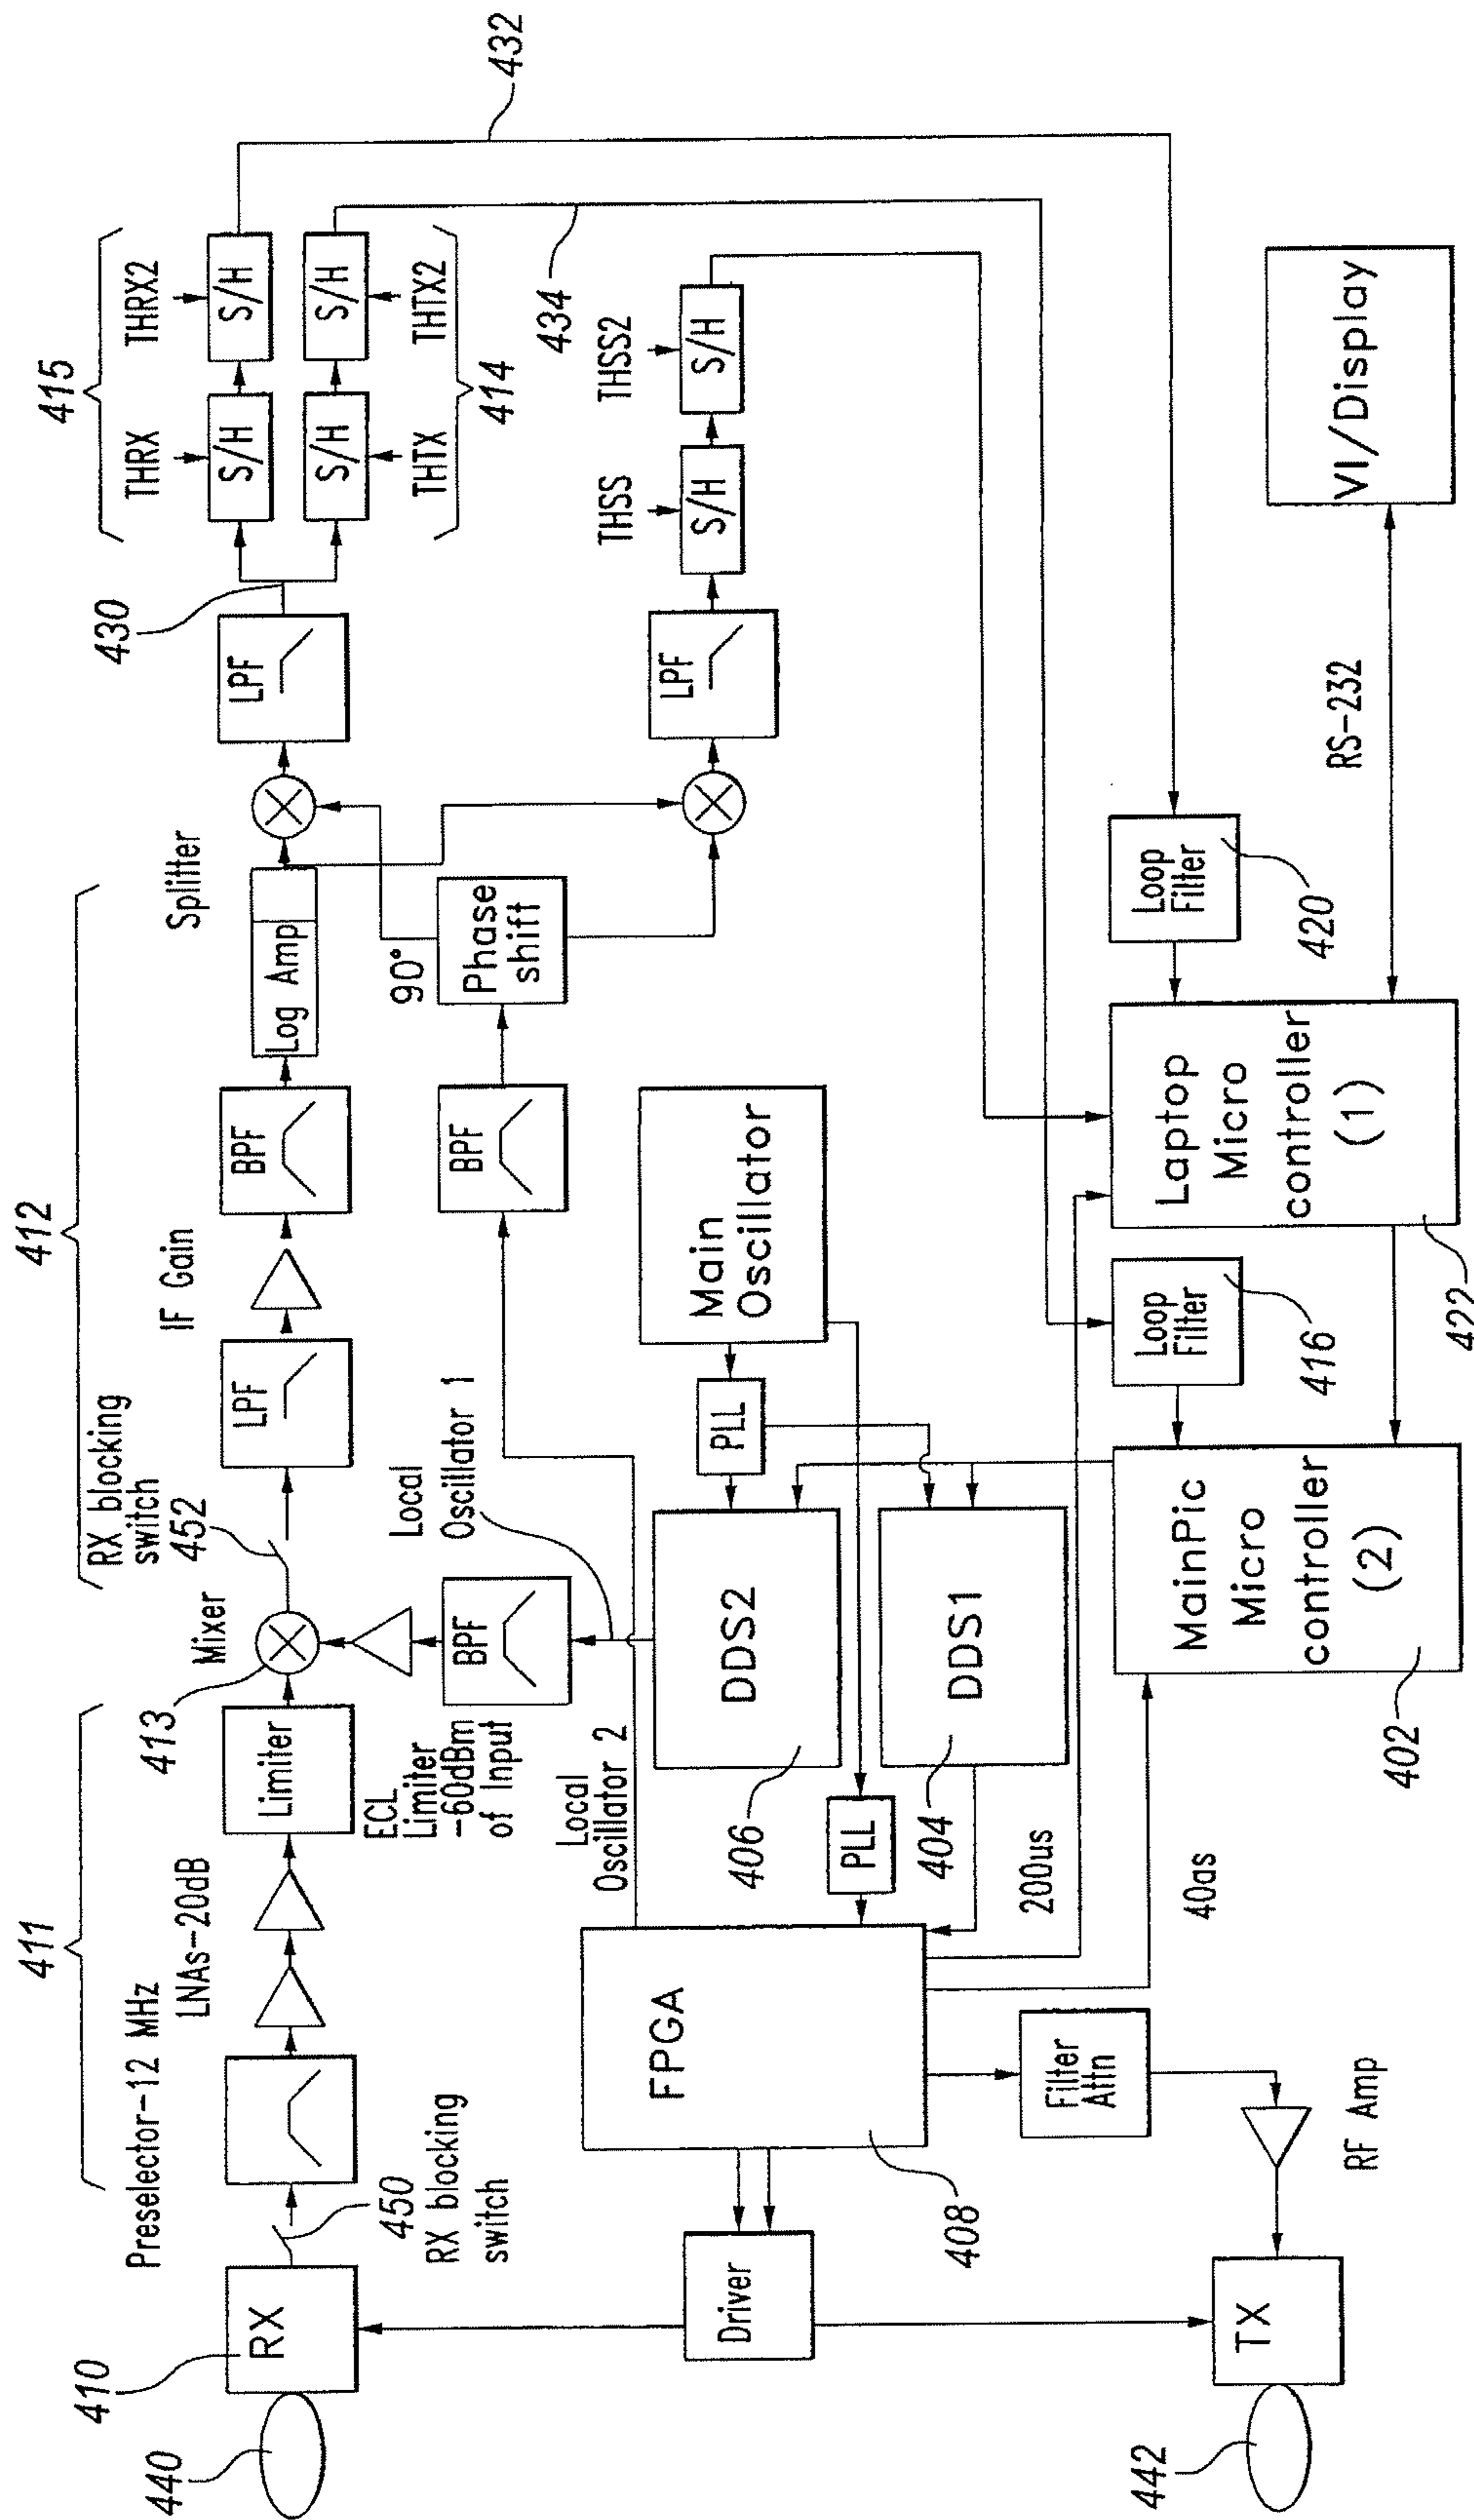 411
412
415
Preselector-12 MHz
LNAs-20dB
413
Mixer
RX blocking
switch
452
IF Gain
Splitter
430
THRX
THRX2
440
410
RX
450
RX blocking
switch
Limiter
LPF
BPF
Log Amp
LPF
S/H
S/H
S/H
S/H
432
THTX
THTX2
414
434
ECL
Limiter
-60dBm
of Input
BPF
Local
Oscillator 1
BPF
90°
Phase
shift
Local
Oscillator 2
THSS
THSS2
LPF
S/H
S/H
Driver
FPGA
408
DDS2
406
PLL
Main
Oscillator
PLL
DDS1
404
200us
40as
Filter
Attn
RF Amp
442
TX
402
MainPic
Micro
controller
(2)
Loop
Filter
416
Laptop
Micro
controller
(1)
422
Loop
Filter
420
RS-232
VI/Display